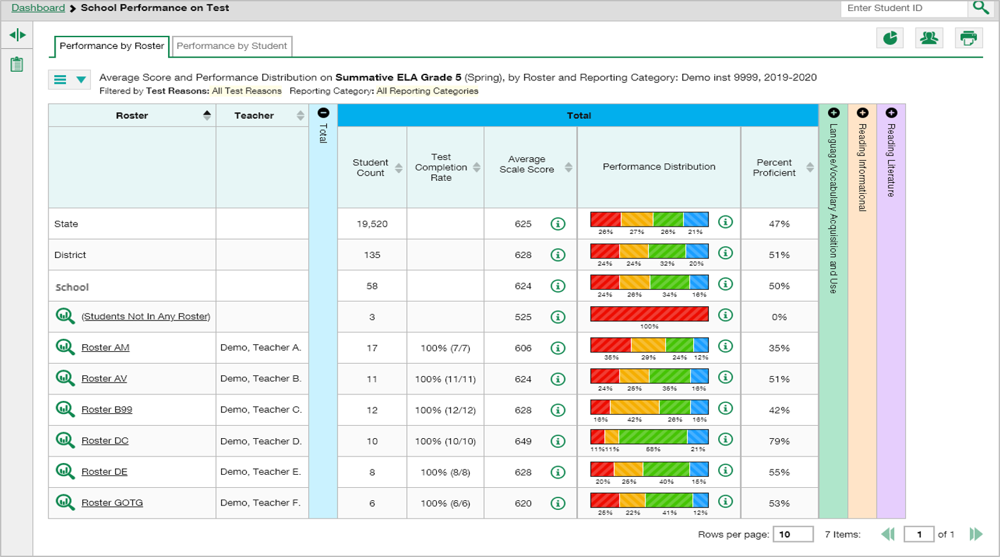 Dashboard > School Performance on Test
Enter Student ID
Performance by Roster
Performance by Student
Average Score and Performance Distribution on Summative ELA Grade 5 (Spring), by Roster and Reporting Category: Demo inst 9999, 2019-2020
Filtered by Test Reasons: All Test Reasons Reporting Category: All Reporting Categories
Roster Teacher Total Total Language/Vocabulary Acquisition and Use Reading Informational Reading Literature
Student Count Test Completion Rate Average Scale Score Performance Distribution Percent Proficient
State 19,520 625 26% 27% 26% 21% 47%
District 135 628 24% 24% 32% 20% 51%
School 58 624 24% 26% 34% 16% 50%
(Students Not In Any Roster) 3 525 100% 0%
Roster AM Demo, Teacher A. 17 100% (7/7) 606 35% 29% 24% 12% 35%
Roster AV Demo, Teacher B. 11 100% (11/11) 624 24% 25% 35% 16% 51%
Roster B99 Demo, Teacher C. 12 100% (12/12) 628 16% 42% 26% 16% 42%
Roster DC Demo, Teacher D. 10 100% (10/10) 649 11% 11% 58% 21% 79%
Roster DE Demo, Teacher E. 8 100% (8/8) 628 20% 25% 40% 15% 55%
Roster GOTG Demo, Teacher F. 6 100% (6/6) 620 25% 22% 41% 12% 53%
Rows per page: 10 7 Items: 1 of 1